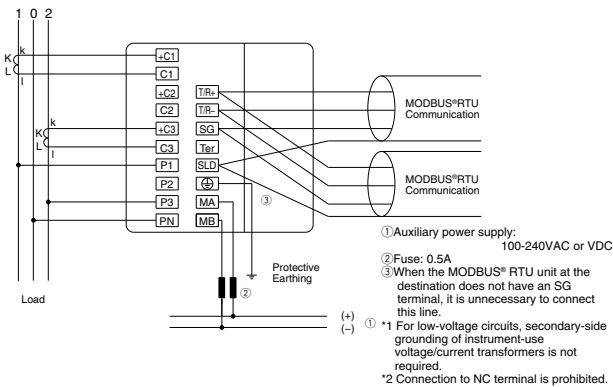 1 0 2
K k
L l
K k
L l
+C1
C1
+C2
C2
+C3
C3
P1
P2
P3
PN
T/R+
T/R−
SG
Ter
SLD
MA
MB
MODBUS®RTU
Communication
MODBUS®RTU
Communication
③
②
Protective
Earthing
Load
(+)
(−)
①
①Auxiliary power supply:
100-240VAC or VDC
②Fuse: 0.5A
③When the MODBUS® RTU unit at the
destination does not have an SG
terminal, it is unnecessary to connect
this line.
*1 For low-voltage circuits, secondary-side
grounding of instrument-use
voltage/current transformers is not
required.
*2 Connection to NC terminal is prohibited.